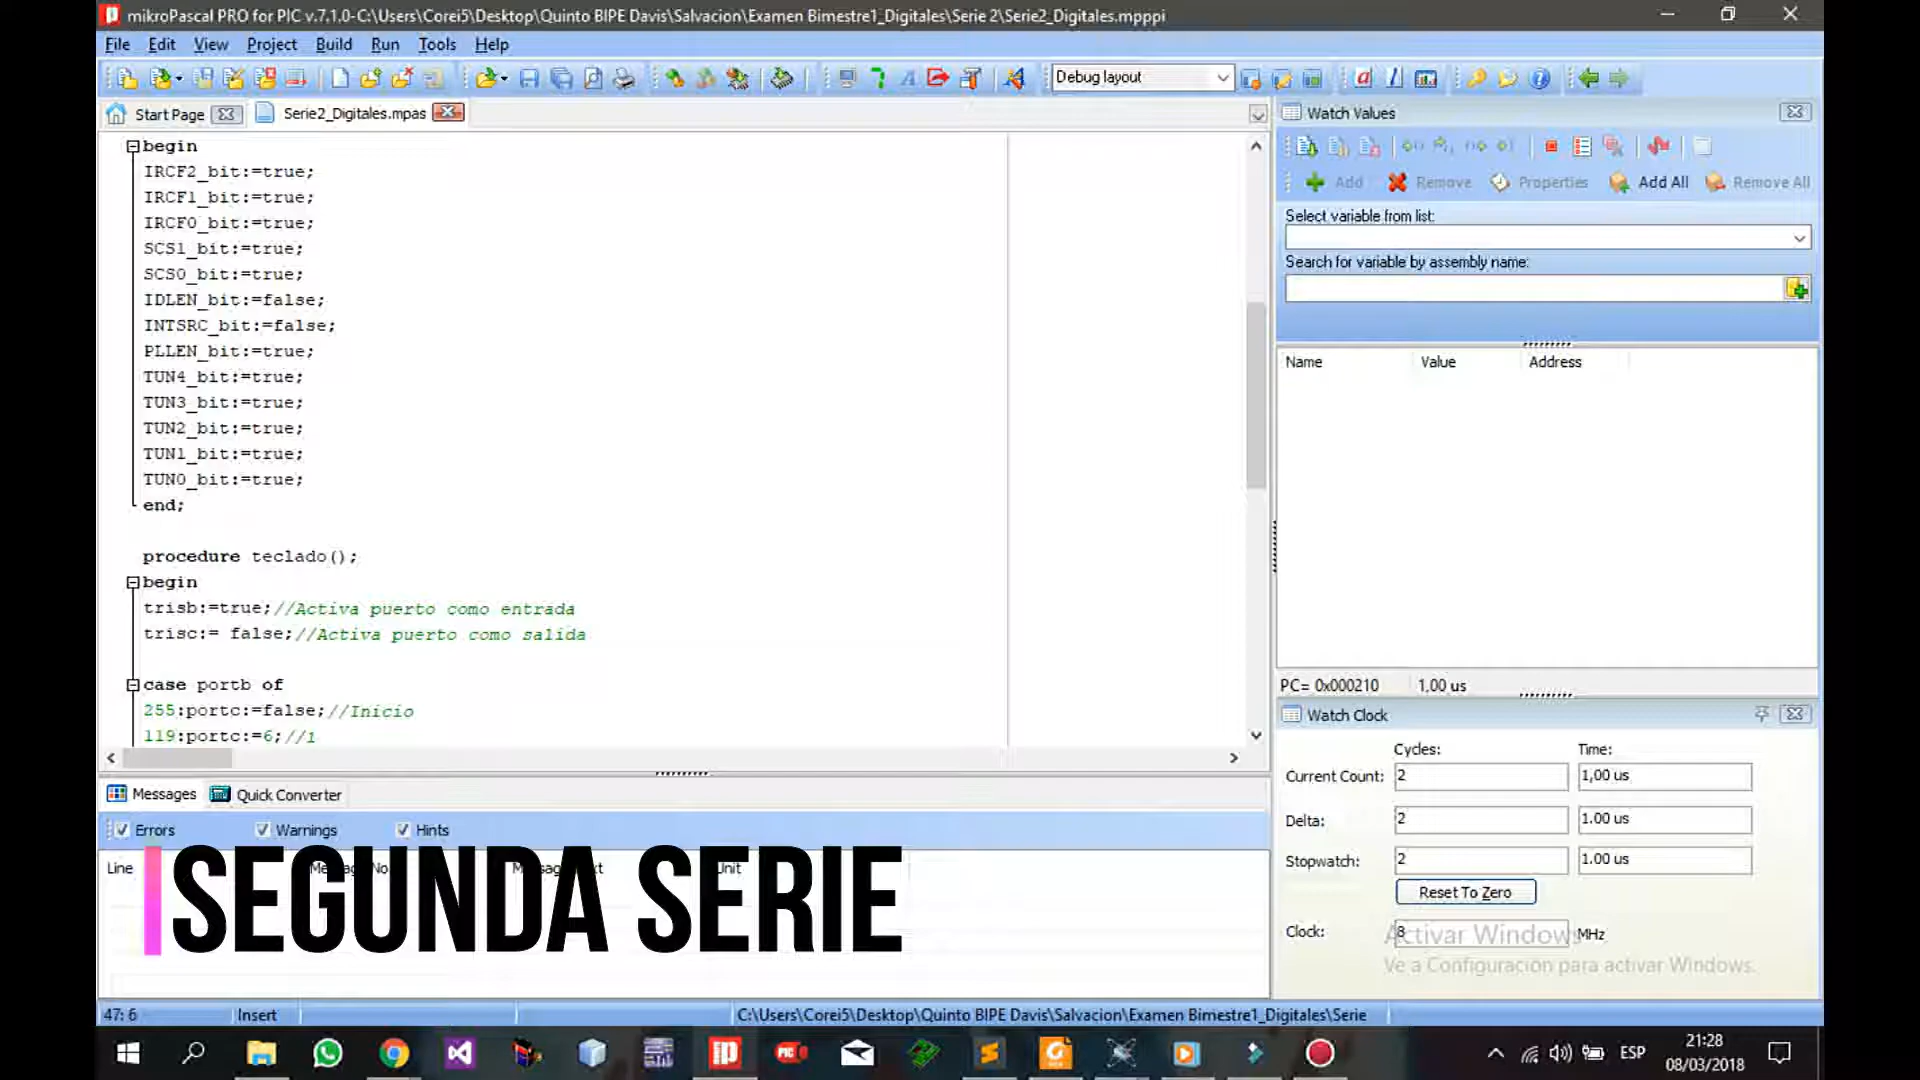 mikroPascal PRO for PIC v.7.1.0-C:\Users\Corei5\Desktop\Quinto BIPE Davis\Salvacion\Examen Bimestre1_Digitales\Serie 2\Serie2_Digitales.mpppi
File Edit View Project Build Run Tools Help
Debug layout
Start Page
Serie2_Digitales.mpas
begin
IRCF2_bit:=true;
IRCF1_bit:=true;
IRCF0_bit:=true;
SCS1_bit:=true;
SCS0_bit:=true;
IDLEN_bit:=false;
INTSRC_bit:=false;
PLLEN_bit:=true;
TUN4_bit:=true;
TUN3_bit:=true;
TUN2_bit:=true;
TUN1_bit:=true;
TUN0_bit:=true;
end;
procedure teclado();
begin
trisb:=true;//Activa puerto como entrada
trisc:= false;//Activa puerto como salida
case portb of
255:portc:=false;//Inicio
119:portc:=6;//1
Watch Values
Add Remove Properties Add All Remove All
Select variable from list:
Search for variable by assembly name:
Name Value Address
PC= 0x000210 1,00 us
Watch Clock
Cycles: Time:
Current Count: 2 1,00 us
Delta: 2 1.00 us
Stopwatch: 2 1.00 us
Reset To Zero
Clock: 8 MHz
Activar Windows
Ve a Configuración para activar Windows.
Messages Quick Converter
Errors Warnings Hints
Line
SEGUNDA SERIE
47: 6 Insert C:\Users\Corei5\Desktop\Quinto BIPE Davis\Salvacion\Examen Bimestre1_Digitales\Serie
ESP
21:28
08/03/2018